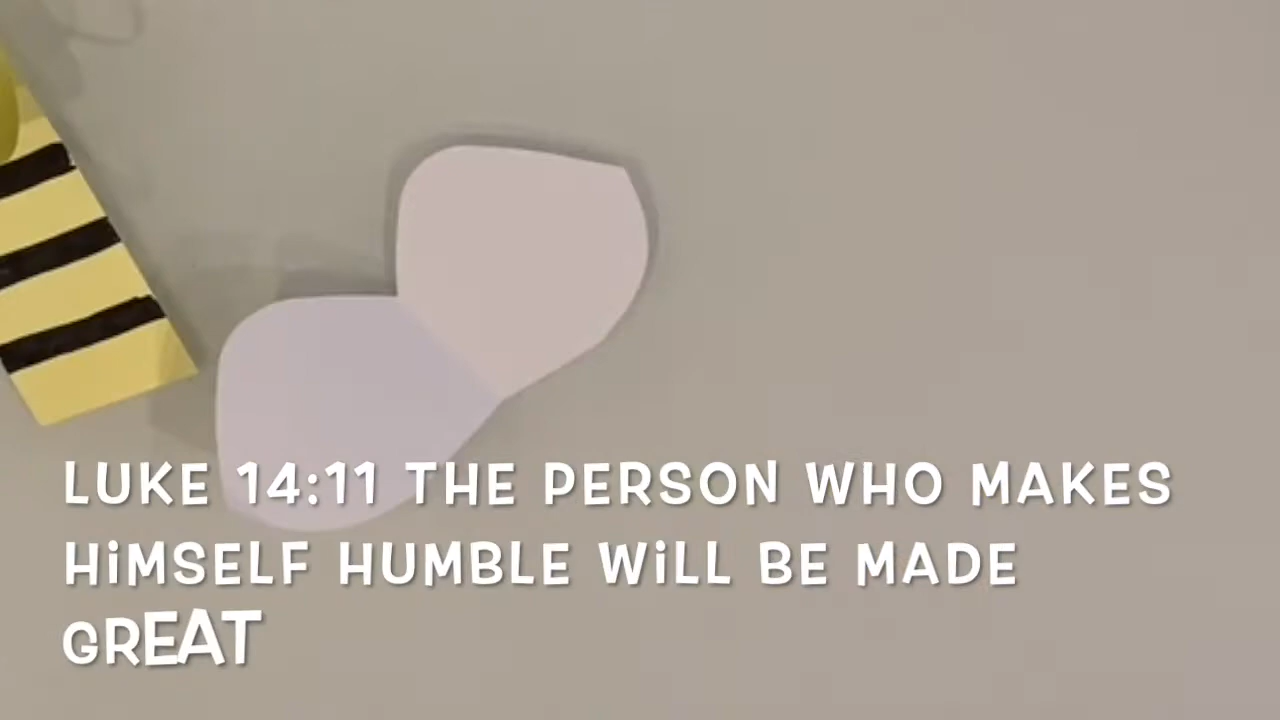 LUKE 14:11 THE PERSON WHO MAKES
HiMSELF HUMBLE WiLL BE MADE
GREAT